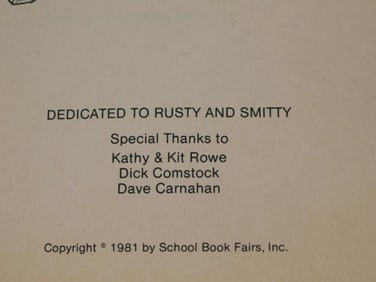 DEDICATED TO RUSTY AND SMITTY
Special Thanks to
Kathy & Kit Rowe
Dick Comstock
Dave Carnahan
Copyright © 1981 by School Book Fairs, Inc.